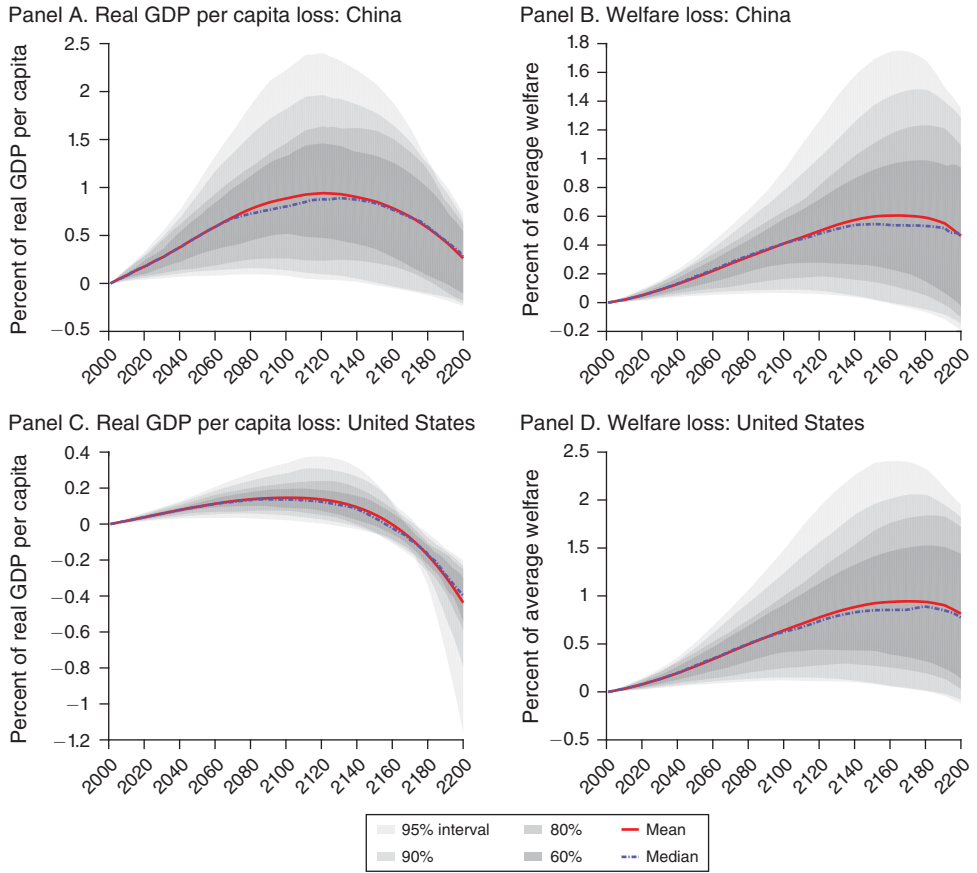 Panel A. Real GDP per capita loss: China
Percent of real GDP per capita
2.5
2
1.5
1
0.5
0
−0.5
2000 2020 2040 2060 2080 2100 2120 2140 2160 2180 2200
Panel B. Welfare loss: China
Percent of average welfare
1.8
1.6
1.4
1.2
1
0.8
0.6
0.4
0.2
0
−0.2
2000 2020 2040 2060 2080 2100 2120 2140 2160 2180 2200
Panel C. Real GDP per capita loss: United States
Percent of real GDP per capita
0.4
0.2
0
−0.2
−0.4
−0.6
−0.8
−1
−1.2
2000 2020 2040 2060 2080 2100 2120 2140 2160 2180 2200
Panel D. Welfare loss: United States
Percent of average welfare
2.5
2
1.5
1
0.5
0
−0.5
2000 2020 2040 2060 2080 2100 2120 2140 2160 2180 2200
95% interval 80% Mean
90% 60% Median